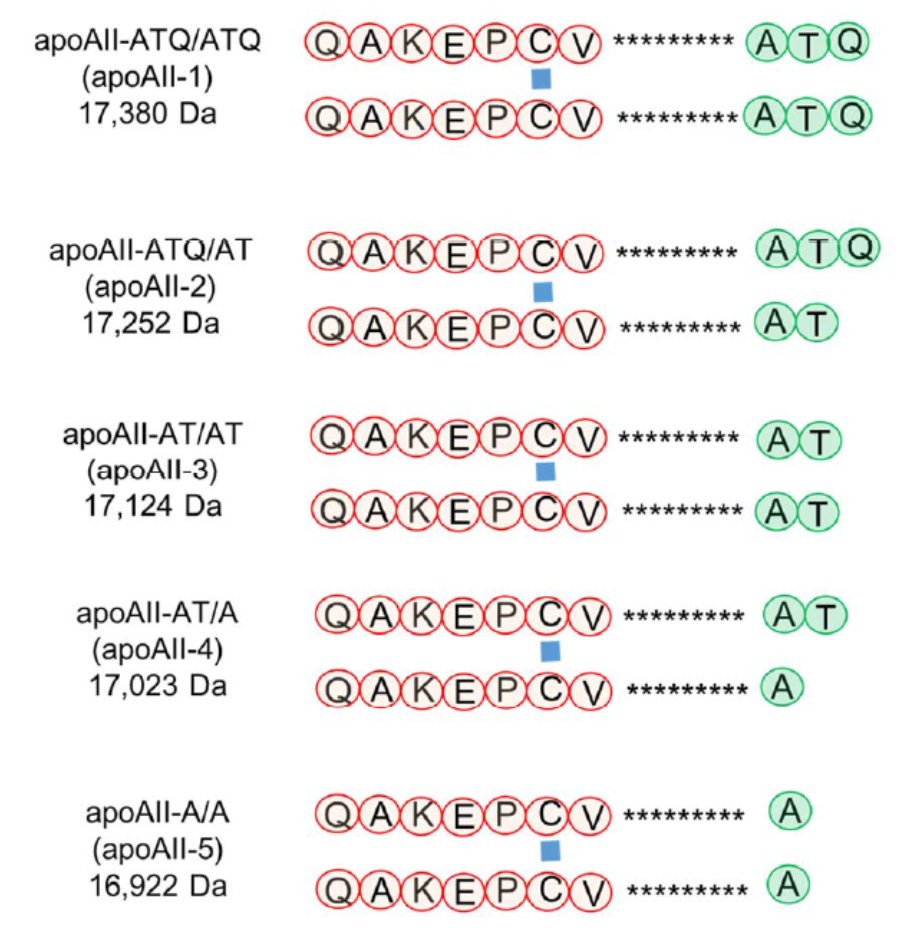 apoAII-ATQ/ATQ
(apoAII-1)
17,380 Da
QAKEPCV ********* ATQ
QAKEPCV ********* ATQ
apoAII-ATQ/AT
(apoAII-2)
17,252 Da
QAKEPCV ********* ATQ
QAKEPCV ********* AT
apoAII-AT/AT
(apoAII-3)
17,124 Da
QAKEPCV ********* AT
QAKEPCV ********* AT
apoAII-AT/A
(apoAII-4)
17,023 Da
QAKEPCV ********* AT
QAKEPCV ********* A
apoAII-A/A
(apoAII-5)
16,922 Da
QAKEPCV ********* A
QAKEPCV ********* A